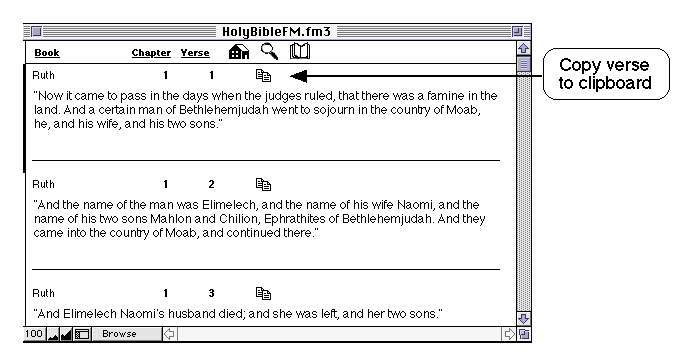 HolyBibleFM.fm3
Book Chapter Verse
Ruth 1 1
Copy verse
to clipboard
"Now it came to pass in the days when the judges ruled, that there was a famine in the
land. And a certain man of Bethlehemjudah went to sojourn in the country of Moab,
he, and his wife, and his two sons."
Ruth 1 2
"And the name of the man was Elimelech, and the name of his wife Naomi, and the
name of his two sons Mahlon and Chilion, Ephrathites of Bethlehemjudah. And they
came into the country of Moab, and continued there."
Ruth 1 3
"And Elimelech Naomi's husband died; and she was left, and her two sons."
100 Browse